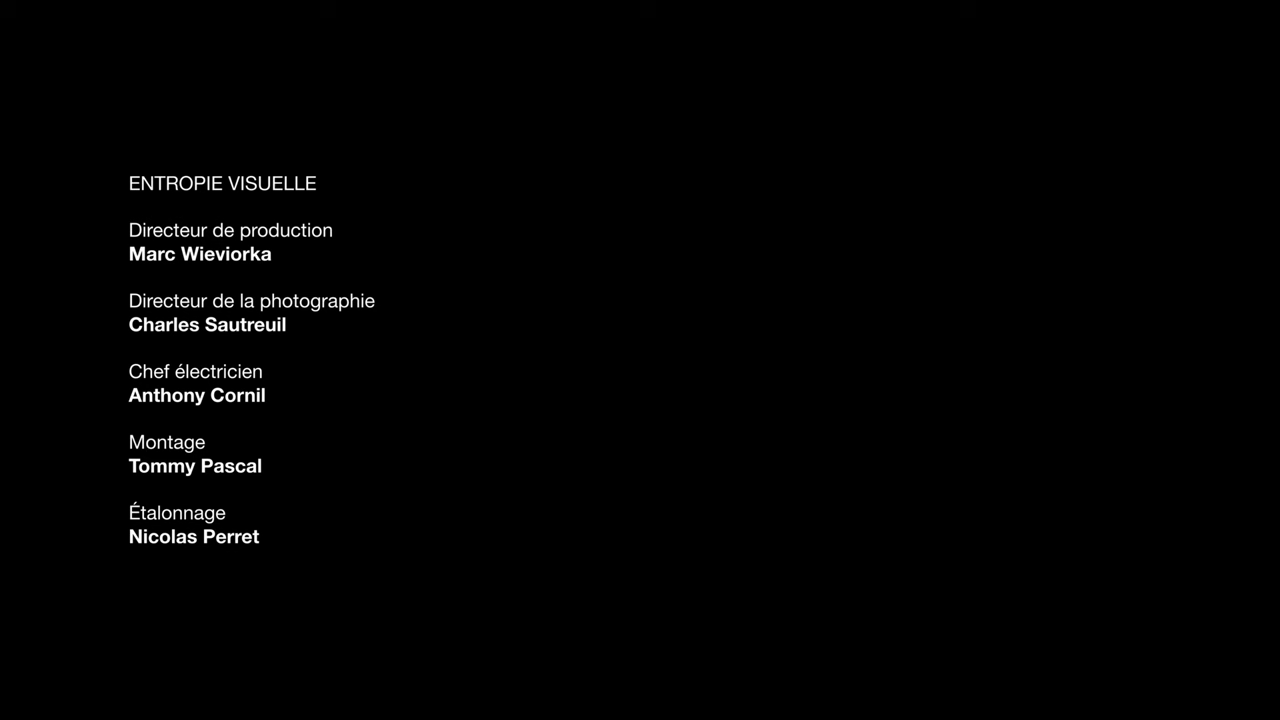 ENTROPIE VISUELLE
Directeur de production
Marc Wieviorka
Directeur de la photographie
Charles Sautreuil
Chef électricien
Anthony Cornil
Montage
Tommy Pascal
Étalonnage
Nicolas Perret